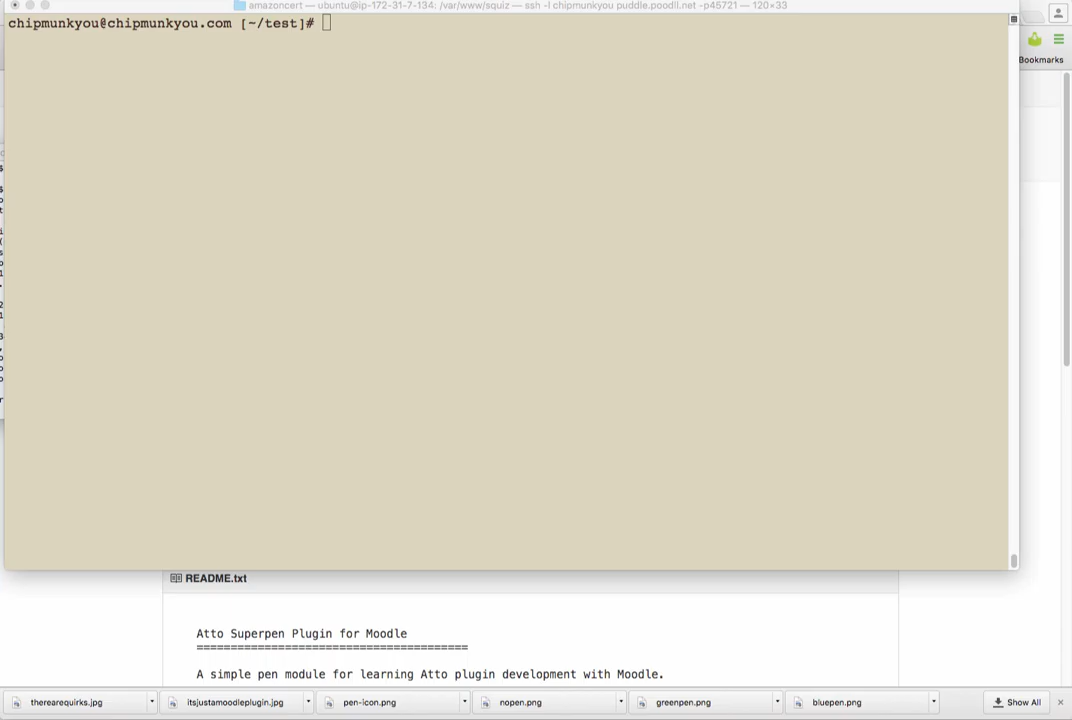 amazoncert — ubuntu@ip-172-31-7-134: /var/www/squiz — ssh -l chipmunkyou puddle.poodll.net -p45721 — 120×33
chipmunkyou@chipmunkyou.com [~/test]#
Bookmarks
README.txt
Atto Superpen Plugin for Moodle
========================================
A simple pen module for learning Atto plugin development with Moodle.
therearequirks.jpg
itsjustamoodleplugin.jpg
pen-icon.png
nopen.png
greenpen.png
bluepen.png
Show All